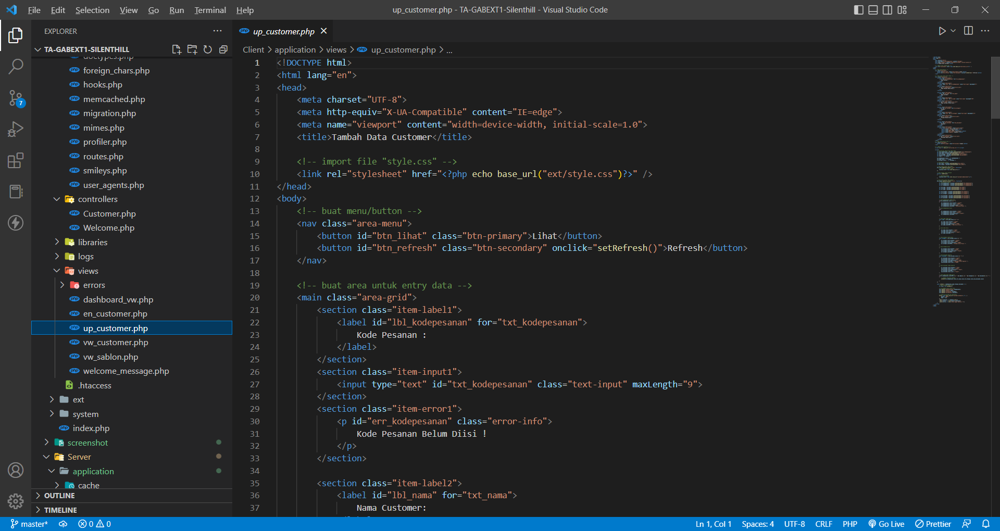 File Edit Selection View Go Run Terminal Help
up_customer.php - TA-GABEXT1-Silenthill - Visual Studio Code
EXPLORER
TA-GABEXT1-SILENTHILL
doctypes.php
foreign_chars.php
hooks.php
memcached.php
migration.php
mimes.php
profiler.php
routes.php
smileys.php
user_agents.php
controllers
Customer.php
Welcome.php
libraries
logs
views
errors
dashboard_vw.php
en_customer.php
up_customer.php
vw_customer.php
vw_sablon.php
welcome_message.php
.htaccess
ext
system
index.php
screenshot
Server
application
cache
OUTLINE
TIMELINE
7
up_customer.php
Client > application > views > up_customer.php > ...
1 <!DOCTYPE html>
2 <html lang="en">
3 <head>
4 <meta charset="UTF-8">
5 <meta http-equiv="X-UA-Compatible" content="IE=edge">
6 <meta name="viewport" content="width=device-width, initial-scale=1.0">
7 <title>Tambah Data Customer</title>
8
9 <!-- import file "style.css" -->
10 <link rel="stylesheet" href="<?php echo base_url("ext/style.css")?>" />
11 </head>
12 <body>
13 <!-- buat menu/button -->
14 <nav class="area-menu">
15 <button id="btn_lihat" class="btn-primary">Lihat</button>
16 <button id="btn_refresh" class="btn-secondary" onclick="setRefresh()">Refresh</button>
17 </nav>
18
19 <!-- buat area untuk entry data -->
20 <main class="area-grid">
21 <section class="item-label1">
22 <label id="lbl_kodepesanan" for="txt_kodepesanan">
23 Kode Pesanan :
24 </label>
25 </section>
26 <section class="item-input1">
27 <input type="text" id="txt_kodepesanan" class="text-input" maxLength="9">
28 </section>
29 <section class="item-error1">
30 <p id="err_kodepesanan" class="error-info">
31 Kode Pesanan Belum Diisi !
32 </p>
33 </section>
34
35 <section class="item-label2">
36 <label id="lbl_nama" for="txt_nama">
37 Nama Customer:
master* 0 0
Ln 1, Col 1 Spaces: 4 UTF-8 CRLF PHP Go Live Prettier